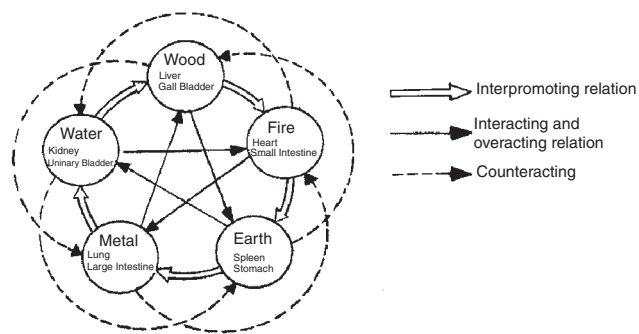 Wood
Liver
Gall Bladder
Fire
Heart
Small Intestine
Earth
Spleen
Stomach
Metal
Lung
Large Intestine
Water
Kidney
Uninary Bladder
Interpromoting relation
Interacting and
overacting relation
Counteracting